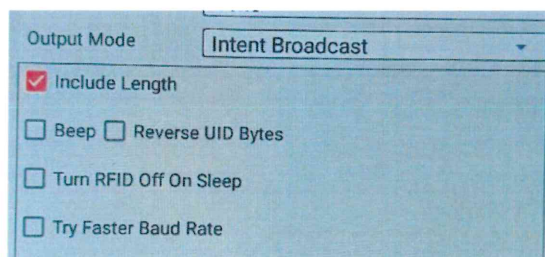 Output Mode Intent Broadcast
Include Length
Beep Reverse UID Bytes
Turn RFID Off On Sleep
Try Faster Baud Rate